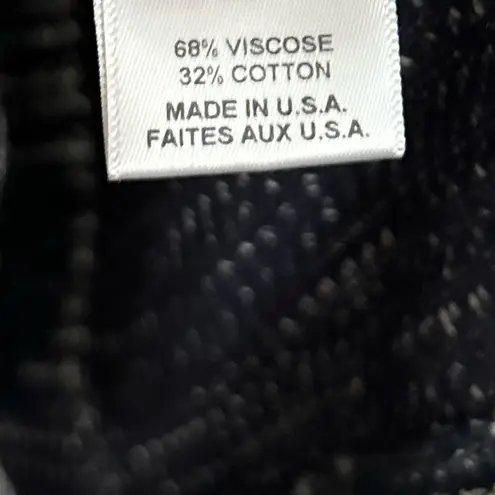 68% VISCOSE
32% COTTON
MADE IN U.S.A.
FAITES AUX U.S.A.